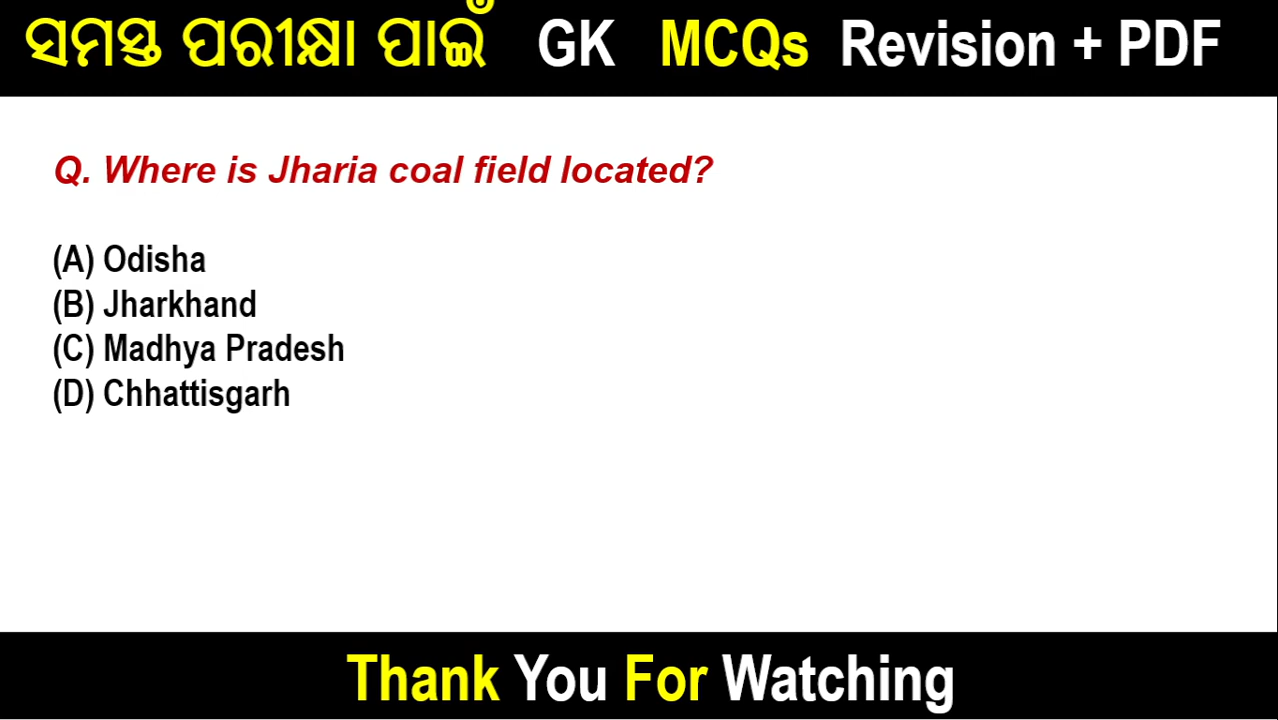 ସମସ୍ତ ପରୀକ୍ଷା ପାଇଁ GK MCQs Revision + PDF
Q. Where is Jharia coal field located?
(A) Odisha
(B) Jharkhand
(C) Madhya Pradesh
(D) Chhattisgarh
Thank You For Watching